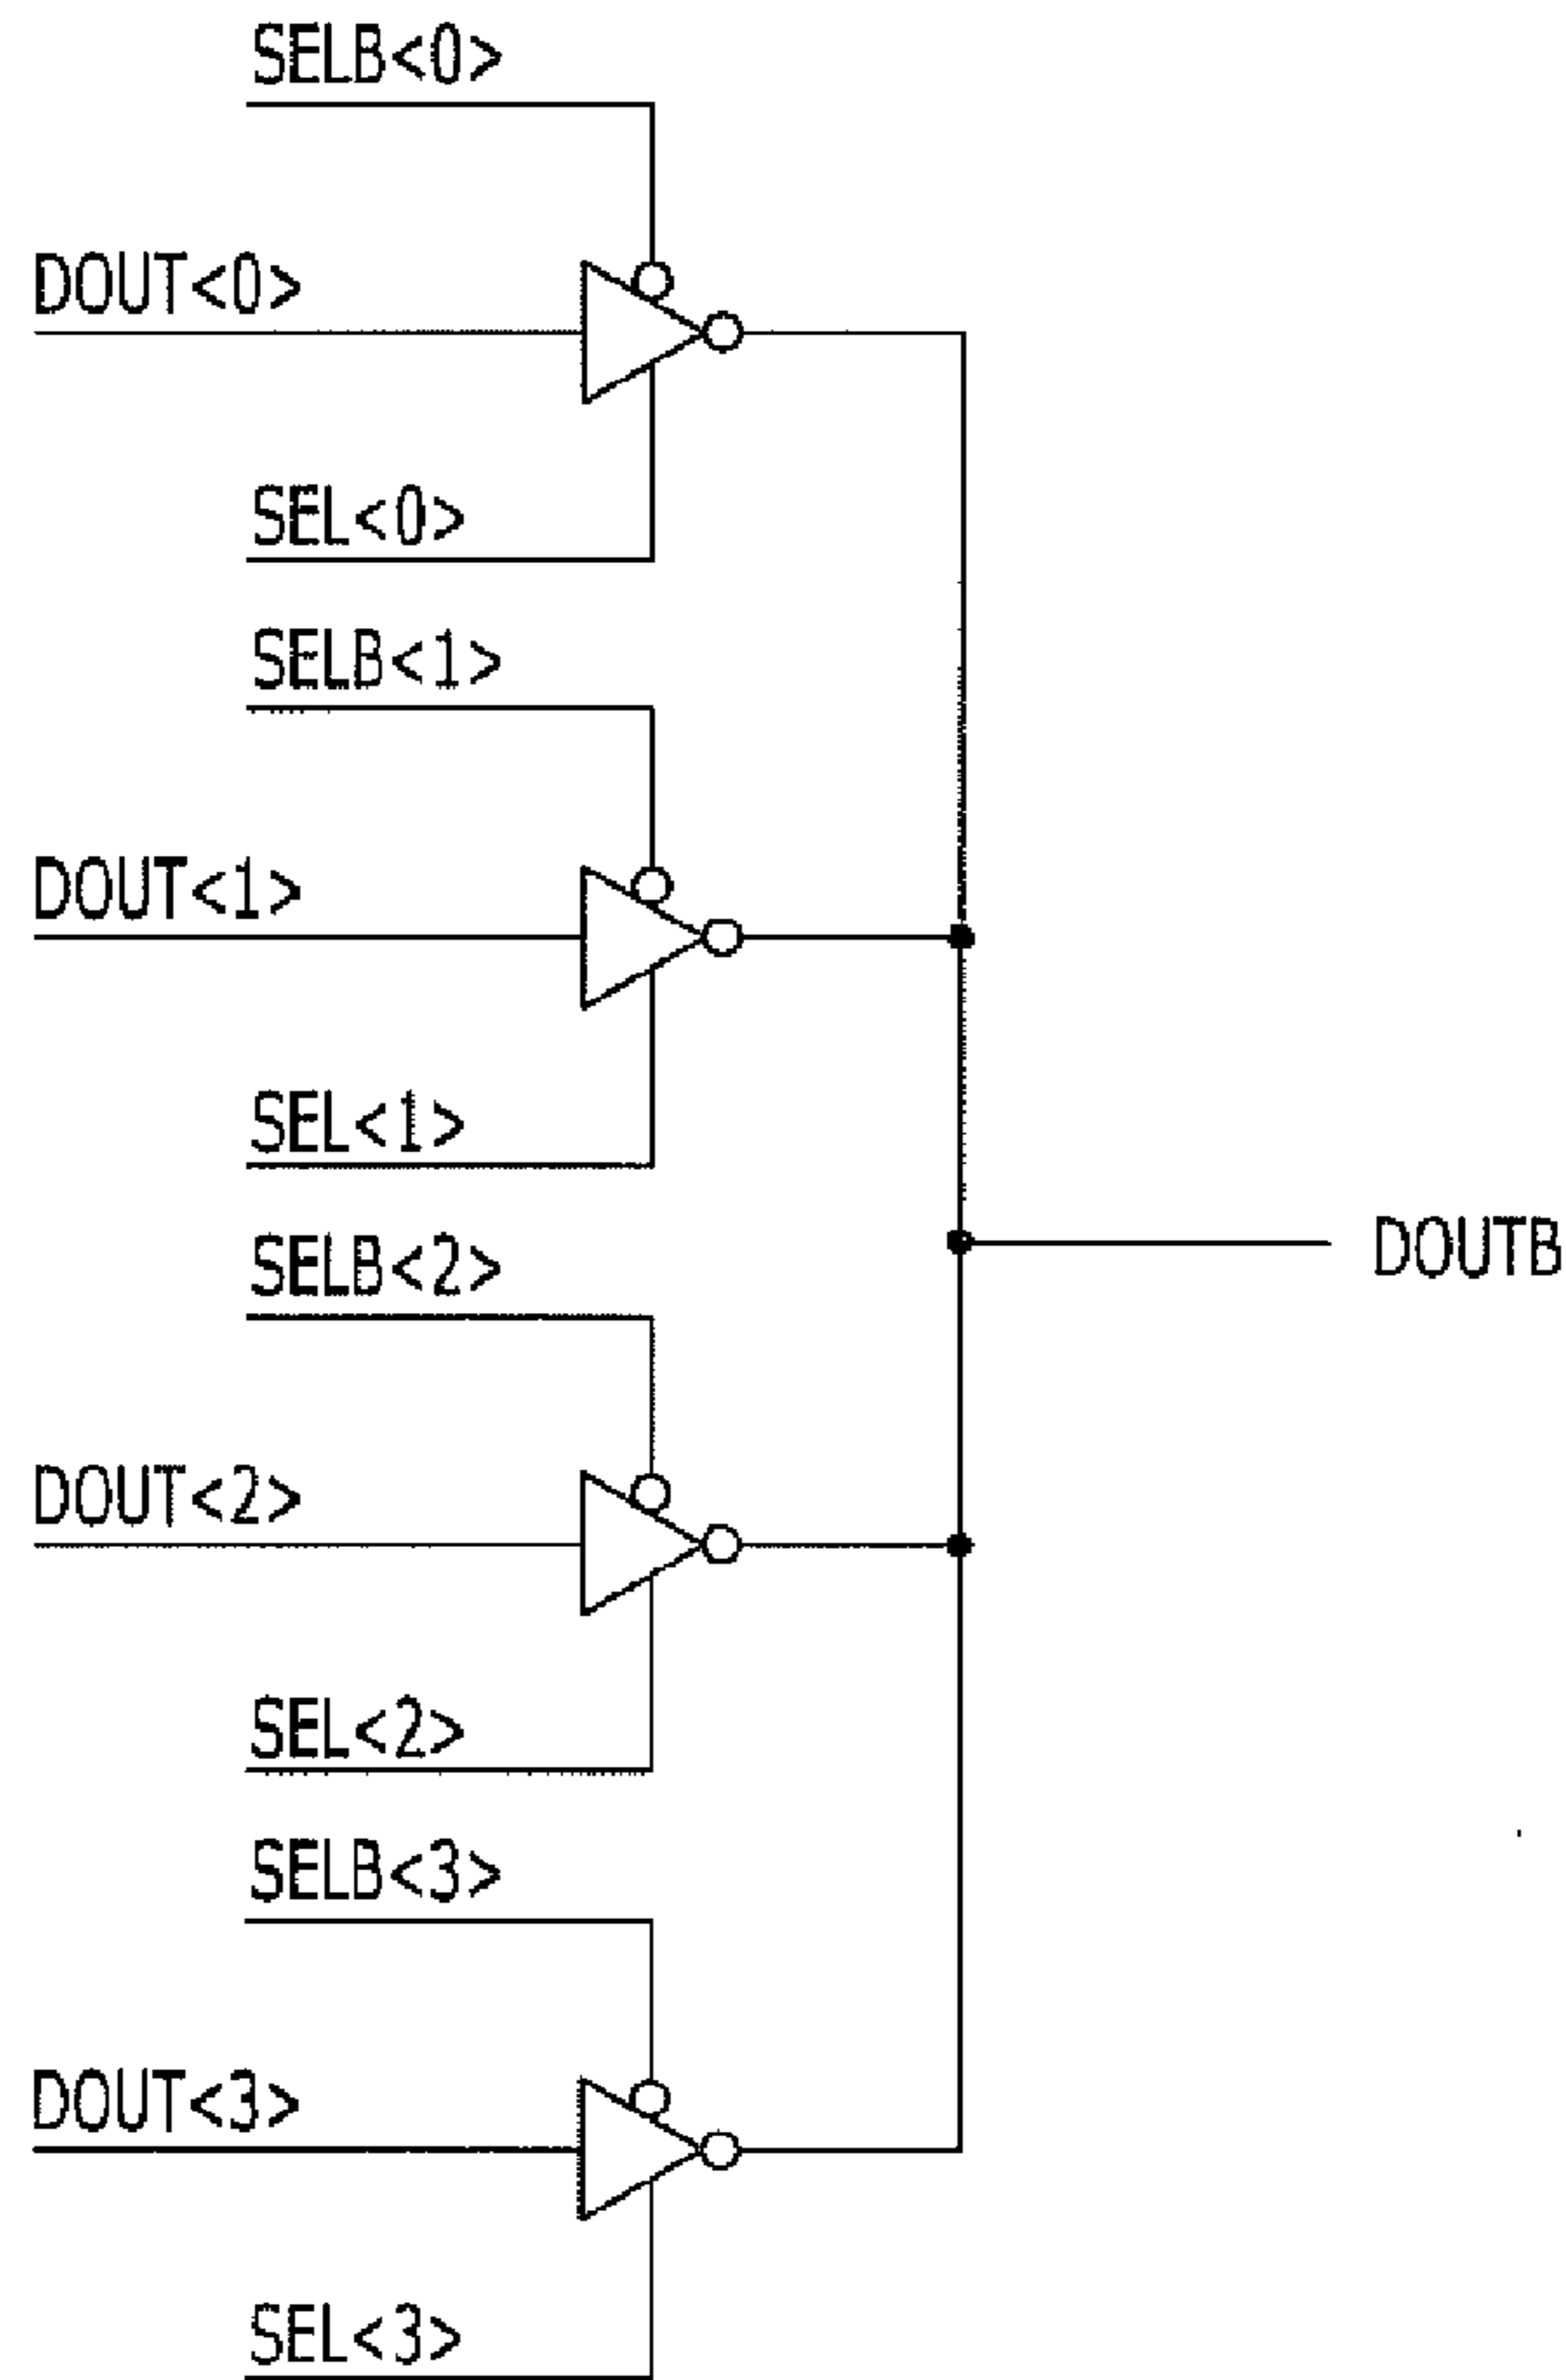 SELB<0>
DOUT<0>
SEL<0>
SELB<1>
DOUT<1>
SEL<1>
DOUTB
SELB<2>
DOUT<2>
SEL<2>
SELB<3>
DOUT<3>
SEL<3>